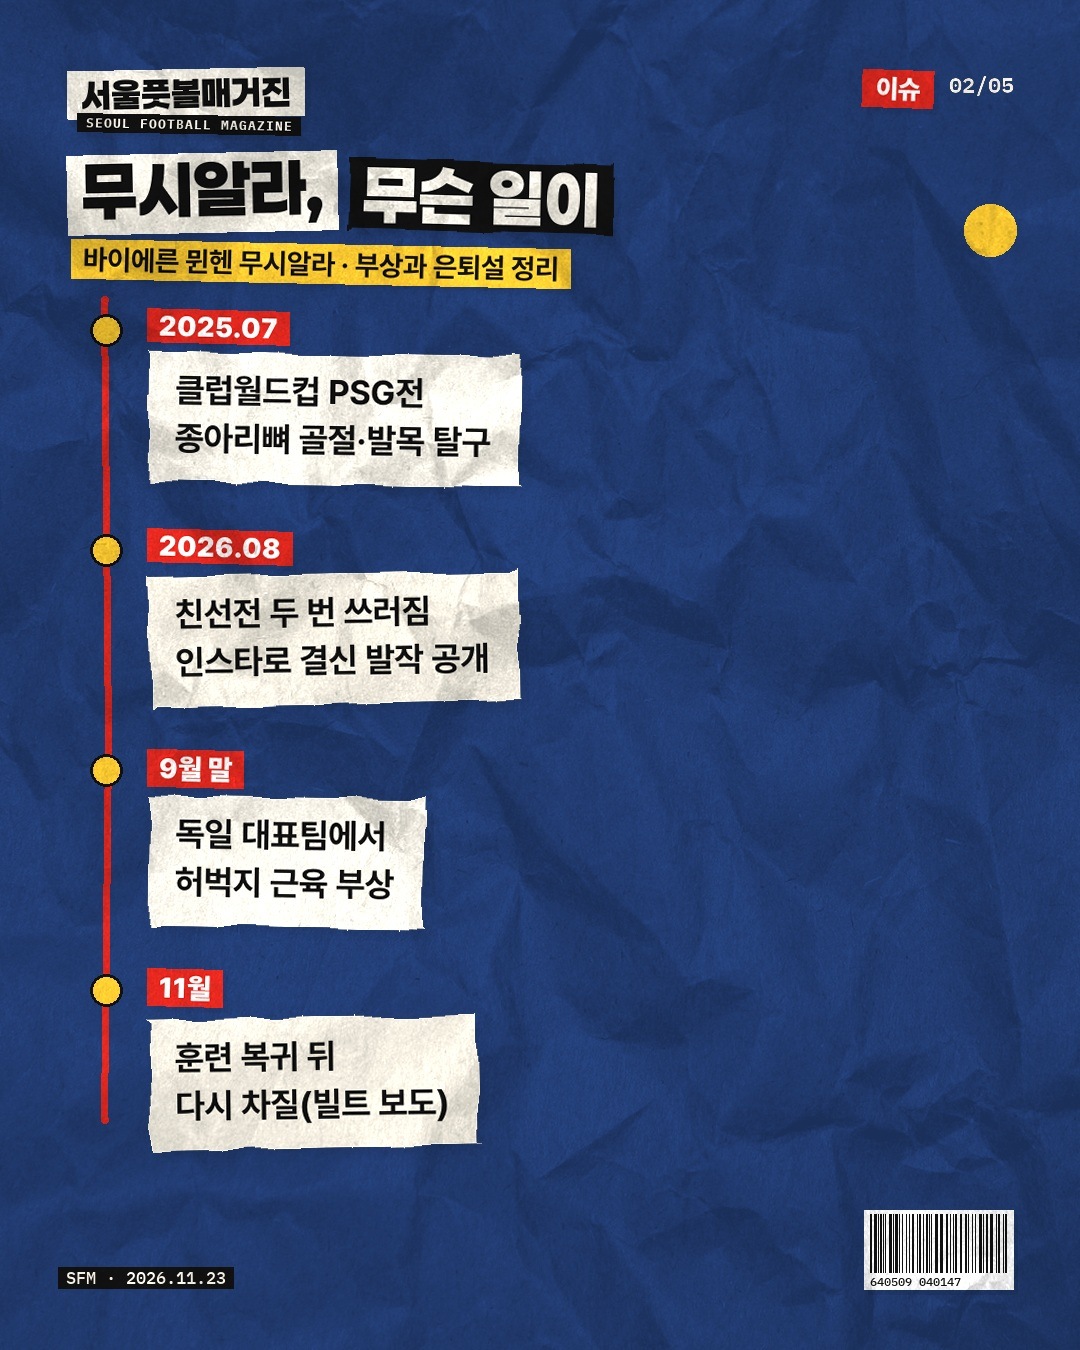 서울풋볼매거진
SEOUL FOOTBALL MAGAZINE
이슈 02/05
무시알라, 무슨 일이
바이에른 뮌헨 무시알라 · 부상과 은퇴설 정리
2025.07
클럽월드컵 PSG전
종아리뼈 골절·발목 탈구
2026.08
친선전 두 번 쓰러짐
인스타로 결신 발작 공개
9월 말
독일 대표팀에서
허벅지 근육 부상
11월
훈련 복귀 뒤
다시 차질(빌트 보도)
SFM · 2026.11.23
640509 040147